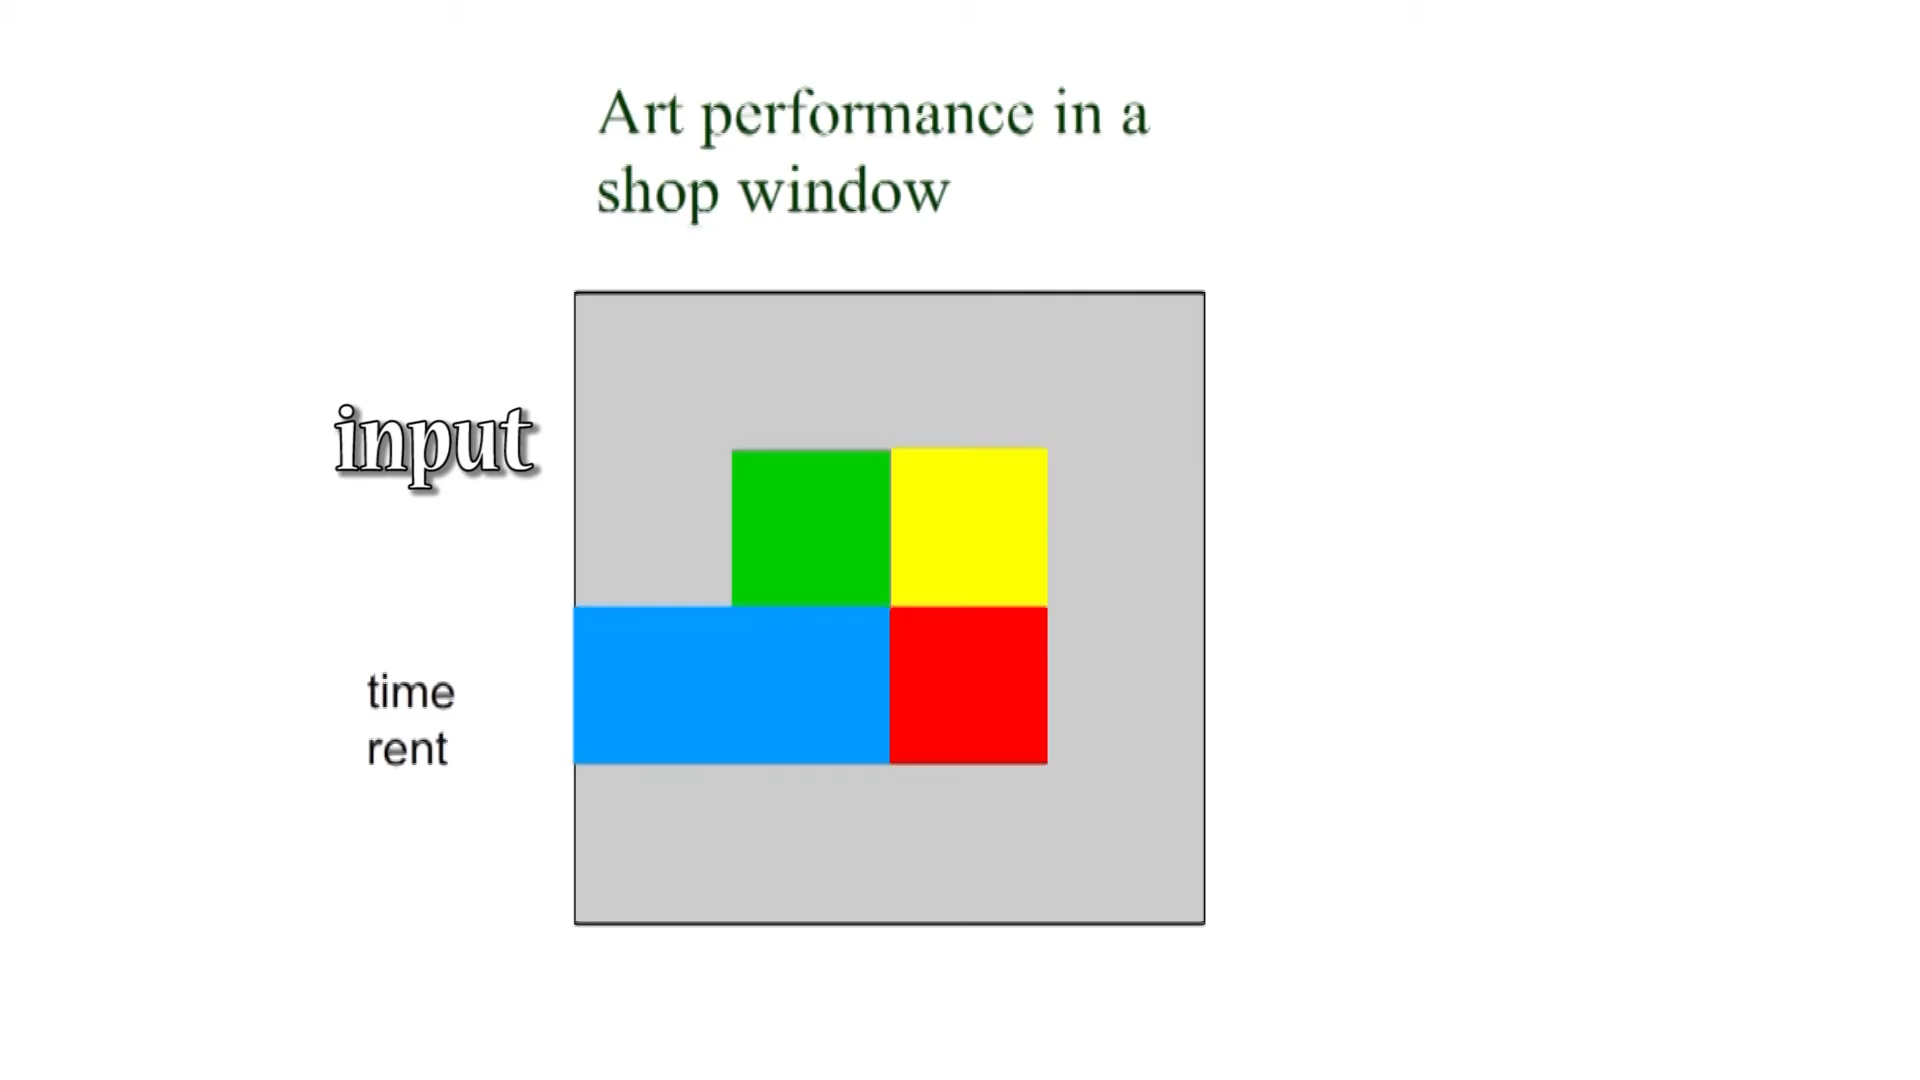 Art performance in a
shop window
input
time
rent